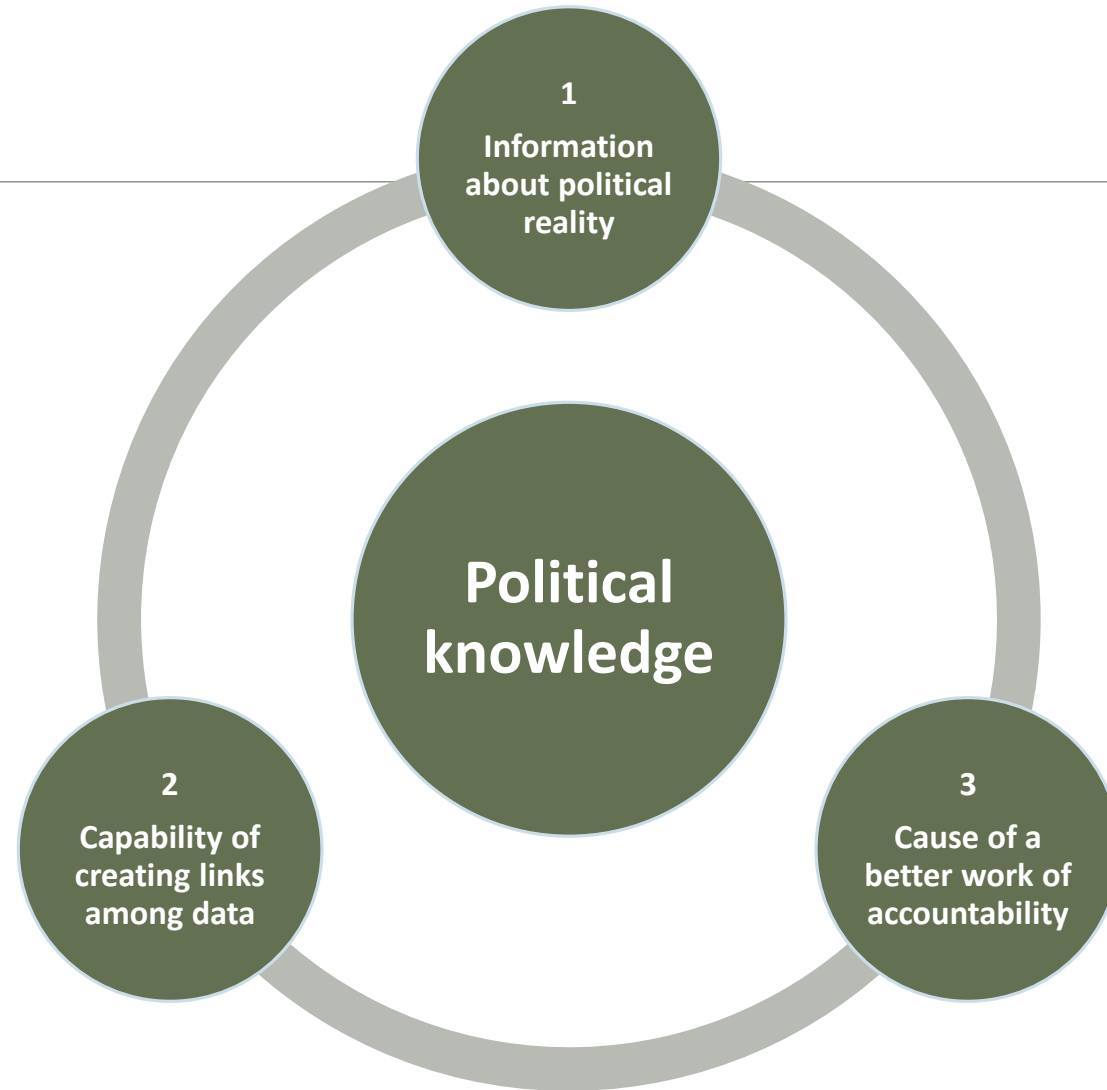 1
Information
about political
reality
Political
knowledge
2
Capability of
creating links
among data
3
Cause of a
better work of
accountability